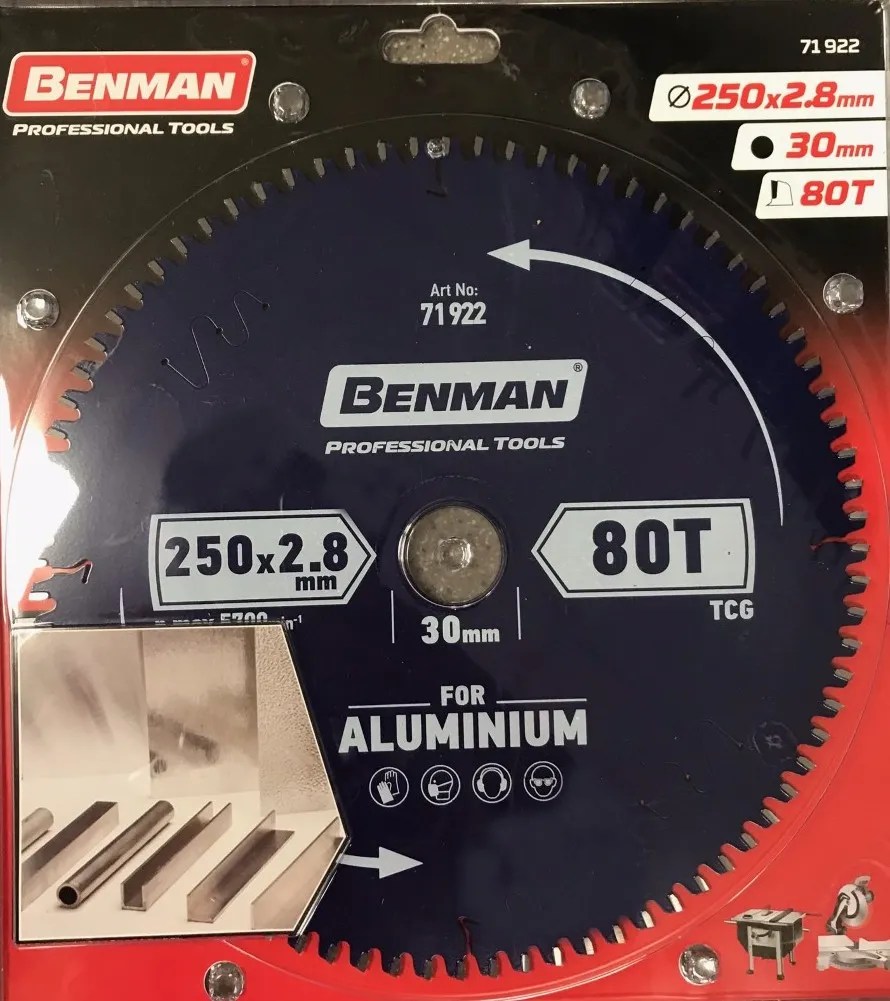 71 922
BENMAN®
PROFESSIONAL TOOLS
Ø250x2.8mm
30mm
80T
Art No:
71 922
BENMAN®
PROFESSIONAL TOOLS
250x2.8 mm
80T
TCG
30mm
FOR
ALUMINIUM